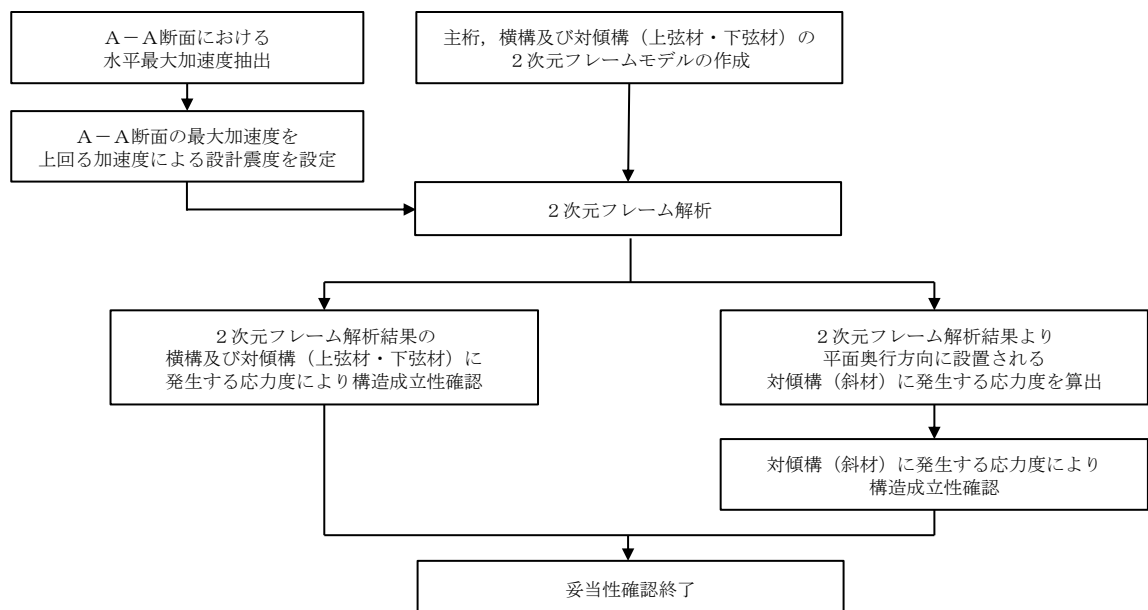 Ａ－Ａ断面における
水平最大加速度抽出
主桁，横構及び対傾構（上弦材・下弦材）の
２次元フレームモデルの作成
Ａ－Ａ断面の最大加速度を
上回る加速度による設計震度を設定
２次元フレーム解析
２次元フレーム解析結果の
横構及び対傾構（上弦材・下弦材）に
発生する応力度により構造成立性確認
２次元フレーム解析結果より
平面奥行方向に設置される
対傾構（斜材）に発生する応力度を算出
対傾構（斜材）に発生する応力度により
構造成立性確認
妥当性確認終了